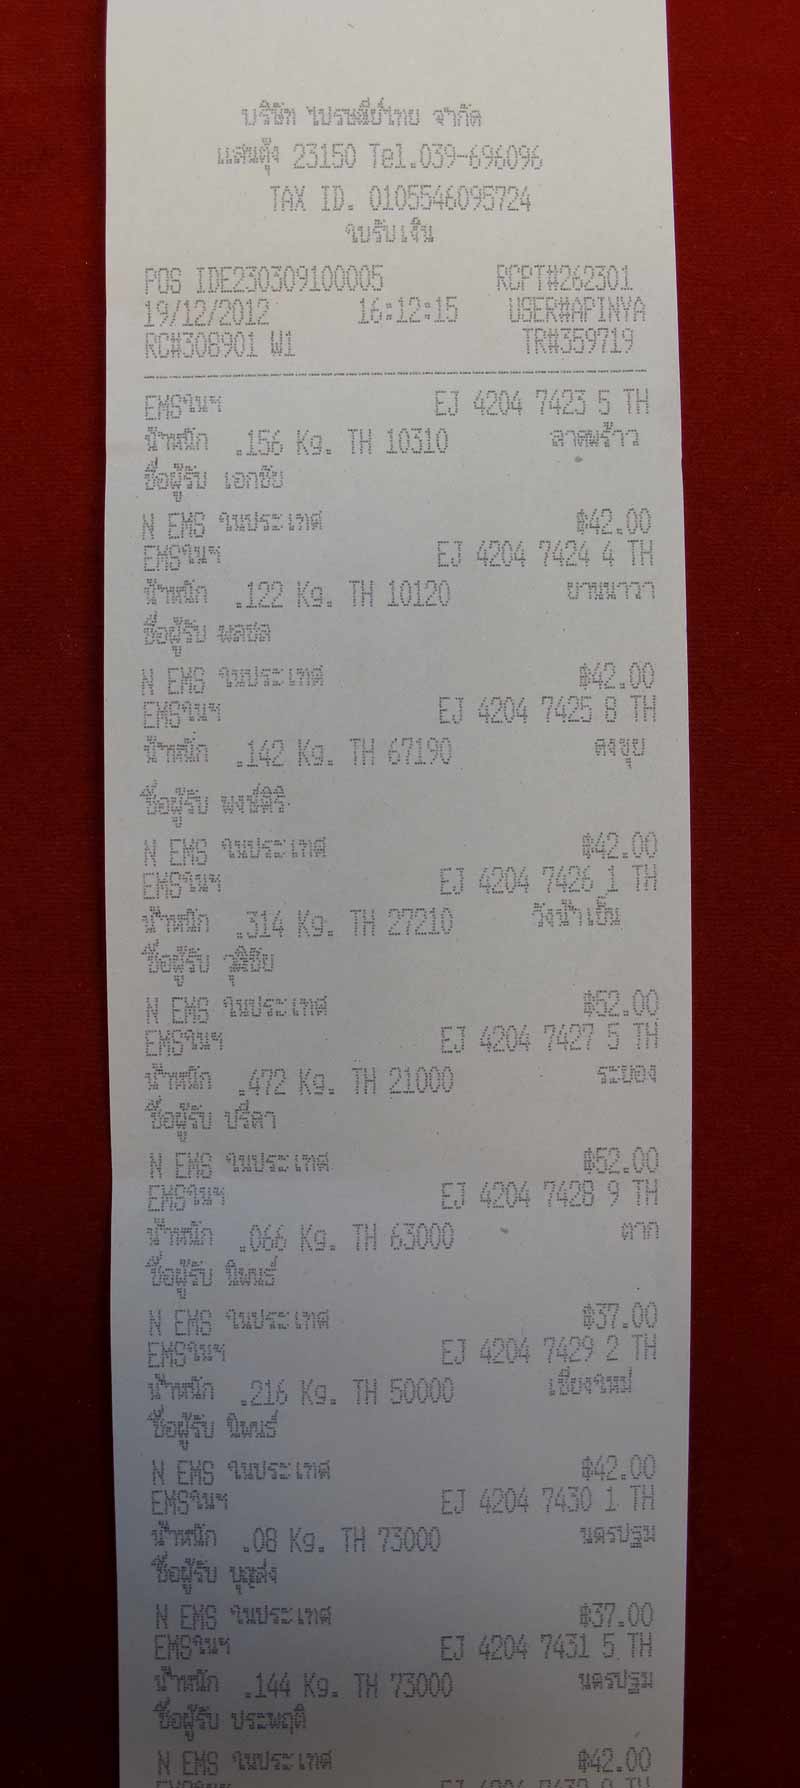 บริษัท ไปรษณีย์ไทย จำกัด
แสนตุ้ง 23150 Tel.039-696096
TAX ID. 0105546095724
ใบรับเงิน
POS IDE230309100005 RCPT#262301
19/12/2012 16:12:15 USER#APINYA
RC#308901 W1 TR#359719
EMSในฯ EJ 4204 7423 5 TH
น้ำหนัก .156 Kg. TH 10310 ลาดพร้าว
ชื่อผู้รับ เอกชัย
N EMS ในประเทศ ฿42.00
EMSในฯ EJ 4204 7424 4 TH
น้ำหนัก .122 Kg. TH 10120 ยานนาวา
ชื่อผู้รับ พลชล
N EMS ในประเทศ ฿42.00
EMSในฯ EJ 4204 7425 8 TH
น้ำหนัก .142 Kg. TH 67190 ดงขุย
ชื่อผู้รับ พงษ์ศิริ
N EMS ในประเทศ ฿42.00
EMSในฯ EJ 4204 7426 1 TH
น้ำหนัก .314 Kg. TH 27210 วังน้ำเย็น
ชื่อผู้รับ วุฒิชัย
N EMS ในประเทศ ฿52.00
EMSในฯ EJ 4204 7427 5 TH
น้ำหนัก .472 Kg. TH 21000 ระยอง
ชื่อผู้รับ ปรีดา
N EMS ในประเทศ ฿52.00
EMSในฯ EJ 4204 7428 9 TH
น้ำหนัก .066 Kg. TH 63000 ตาก
ชื่อผู้รับ นิพนธ์
N EMS ในประเทศ ฿37.00
EMSในฯ EJ 4204 7429 2 TH
น้ำหนัก .216 Kg. TH 50000 เชียงใหม่
ชื่อผู้รับ นิพนธ์
N EMS ในประเทศ ฿42.00
EMSในฯ EJ 4204 7430 1 TH
น้ำหนัก .08 Kg. TH 73000 นครปฐม
ชื่อผู้รับ บุญส่ง
N EMS ในประเทศ ฿37.00
EMSในฯ EJ 4204 7431 5 TH
น้ำหนัก .144 Kg. TH 73000 นครปฐม
ชื่อผู้รับ ประพฤติ
N EMS ในประเทศ ฿42.00